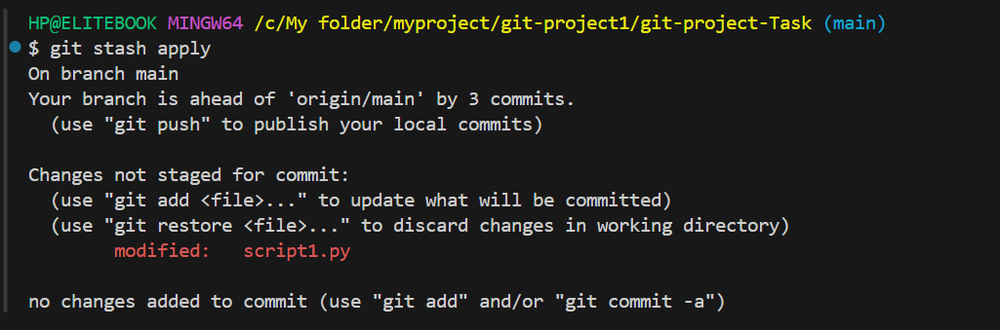 HP@ELITEBOOK MINGW64 /c/My folder/myproject/git-project1/git-project-Task (main)
$ git stash apply
On branch main
Your branch is ahead of 'origin/main' by 3 commits.
  (use "git push" to publish your local commits)

Changes not staged for commit:
  (use "git add <file>..." to update what will be committed)
  (use "git restore <file>..." to discard changes in working directory)
        modified:   script1.py

no changes added to commit (use "git add" and/or "git commit -a")